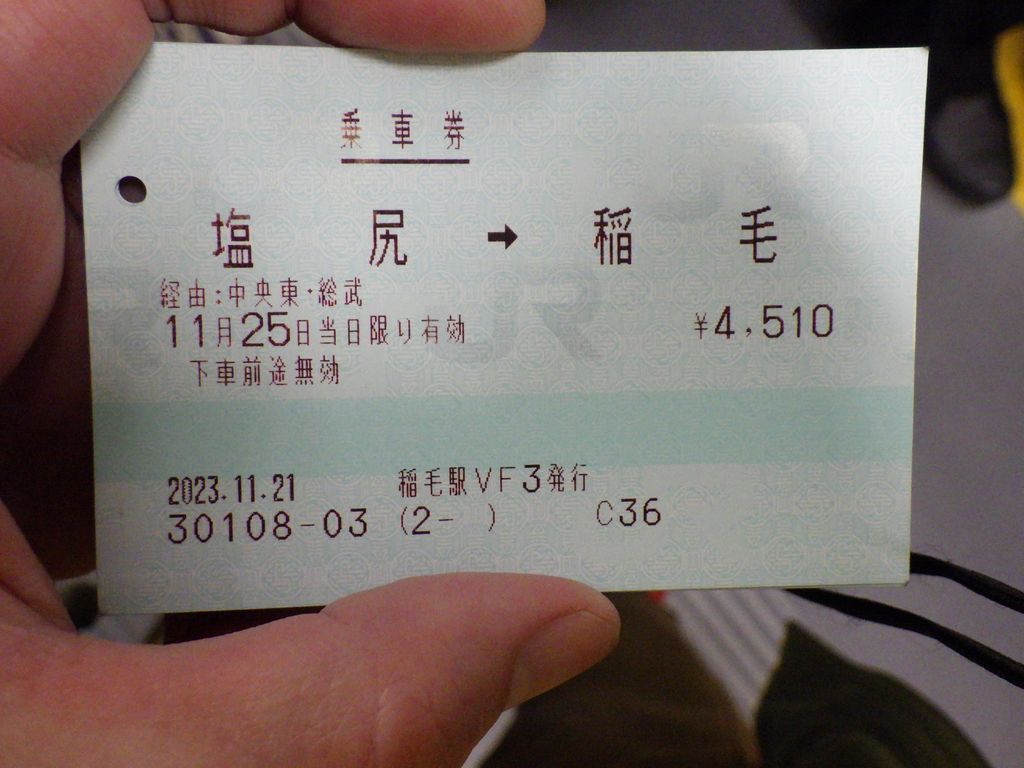 乗車券
塩尻 → 稲毛
経由:中央東・総武
11月25日当日限り有効 ¥4,510
下車前途無効
JR
2023.11.21 稲毛駅VF3発行
30108-03 (2- ) C36